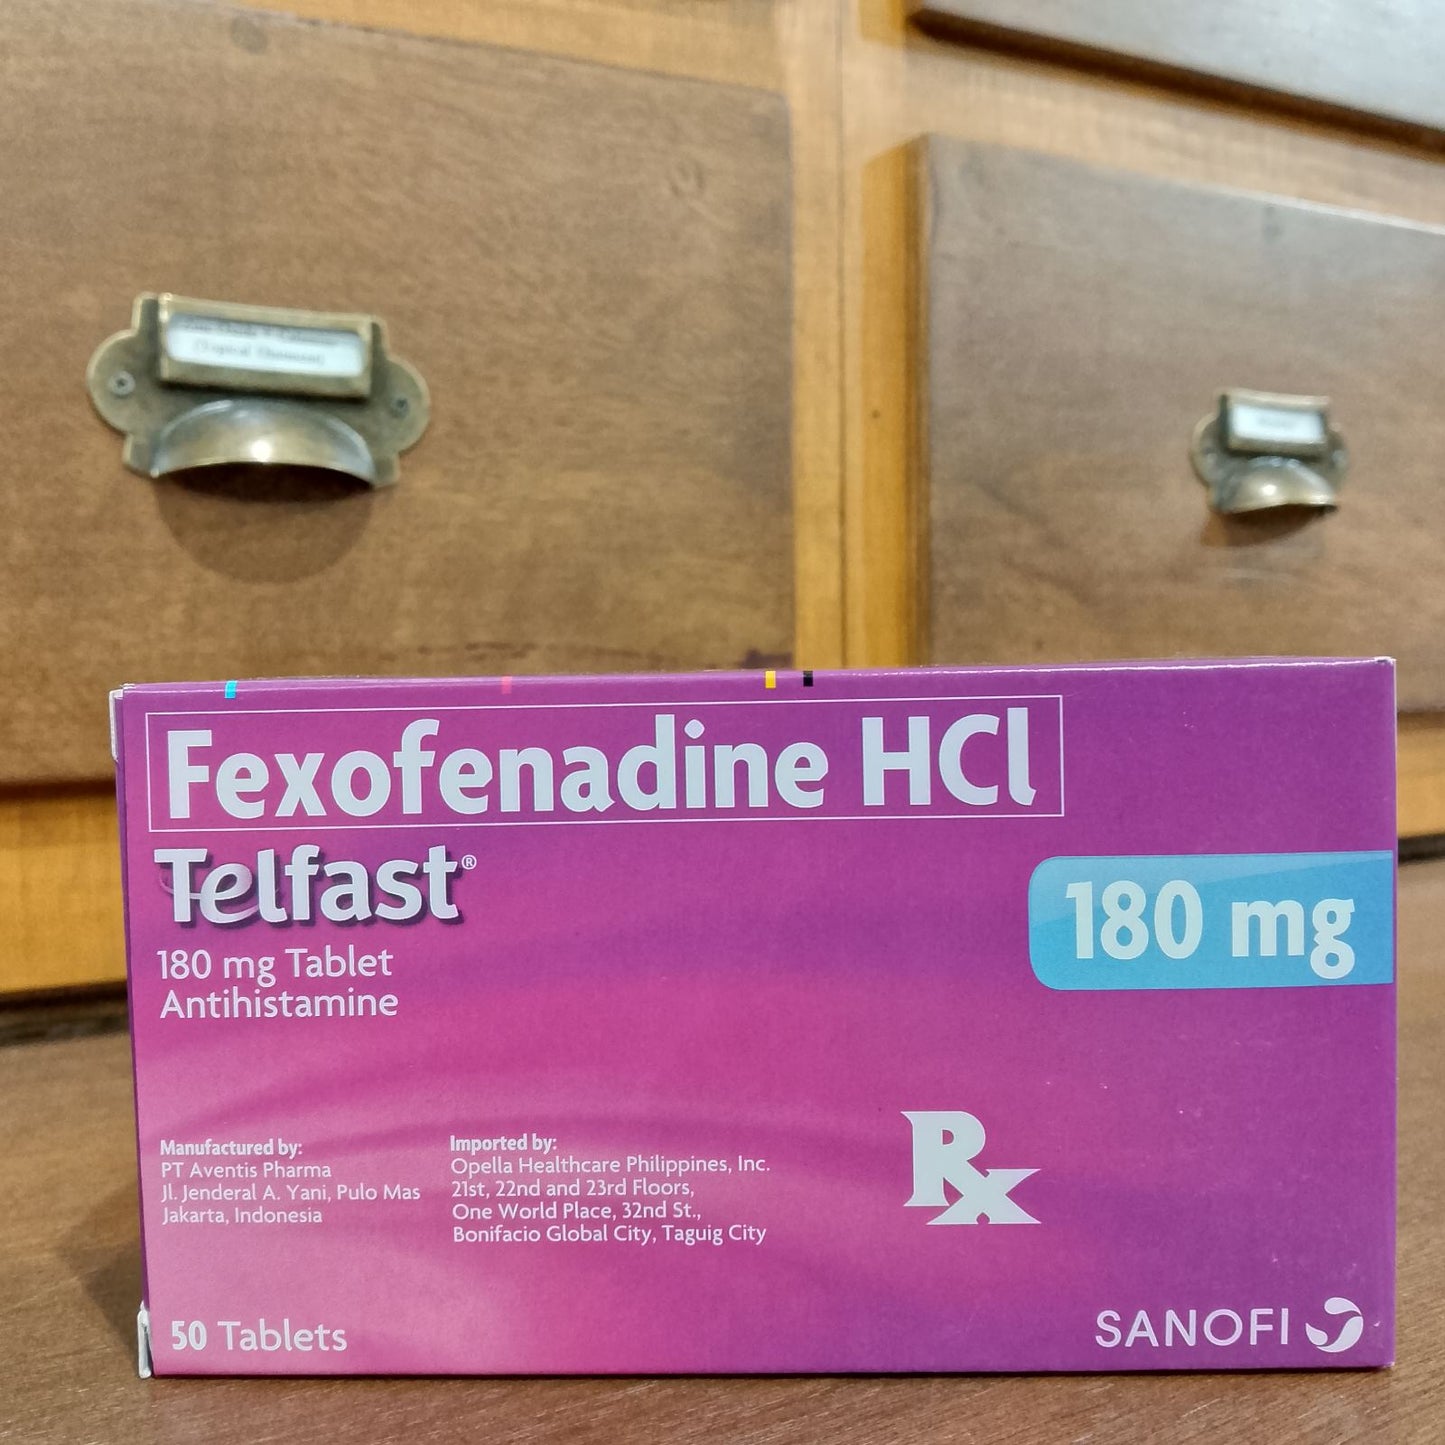 (Topical Ointment)
Fexofenadine HCl
Telfast®
180 mg Tablet
Antihistamine
180 mg
Manufactured by:
PT Aventis Pharma
Jl. Jenderal A. Yani, Pulo Mas
Jakarta, Indonesia
Imported by:
Opella Healthcare Philippines, Inc.
21st, 22nd and 23rd Floors,
One World Place, 32nd St.,
Bonifacio Global City, Taguig City
Rx
50 Tablets
SANOFI